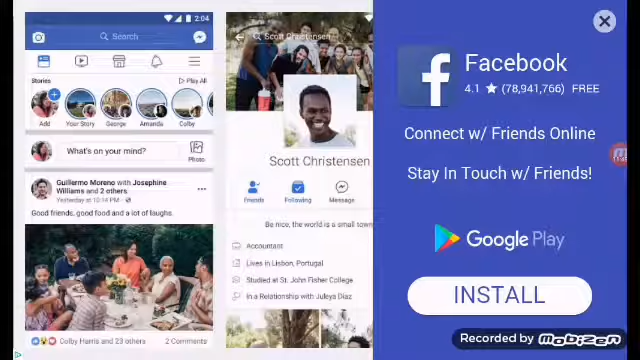 2:04
Search
Stories
Play All
Add
Your Story
George
Amanda
Colby
What's on your mind?
Photo
Guillermo Moreno with Josephine
Williams and 2 others
Yesterday at 10:14 PM
Good friends, good food and a lot of laughs.
Colby Harris and 23 others
2 Comments
Scott Christensen
Scott Christensen
Friends
Following
Message
Be nice, the world is a small town
Accountant
Lives in Lisbon, Portugal
Studied at St. John Fisher College
In a Relationship with Juleya Diaz
Facebook
4.1 ★ (78,941,766) FREE
Connect w/ Friends Online
Stay In Touch w/ Friends!
Google Play
INSTALL
Recorded by MOBIZEN